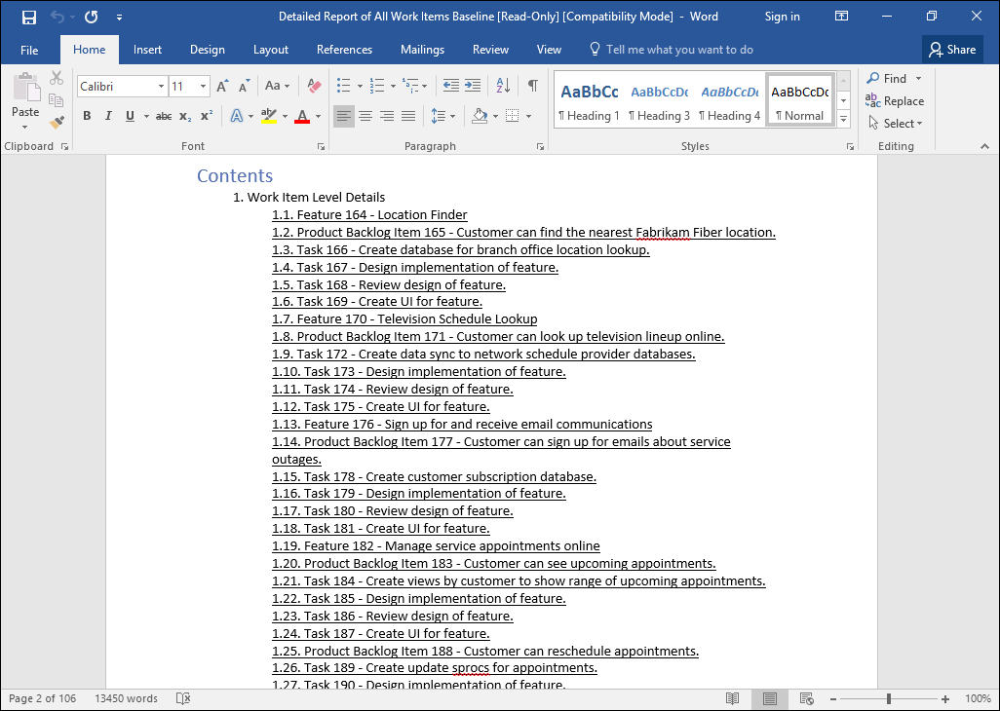 Detailed Report of All Work Items Baseline [Read-Only] [Compatibility Mode] - Word
Sign in
File
Home
Insert
Design
Layout
References
Mailings
Review
View
Tell me what you want to do
Share
Paste
Clipboard
Calibri
11
A A Aa
B I U abc x₂ x²
A ab A
Font
Paragraph
AaBbCc
AaBbCcDc
AaBbCcDc
AaBbCcDc
¶ Heading 1
¶ Heading 3
¶ Heading 4
¶ Normal
Styles
Find
Replace
Select
Editing
Contents
1. Work Item Level Details
1.1. Feature 164 - Location Finder
1.2. Product Backlog Item 165 - Customer can find the nearest Fabrikam Fiber location.
1.3. Task 166 - Create database for branch office location lookup.
1.4. Task 167 - Design implementation of feature.
1.5. Task 168 - Review design of feature.
1.6. Task 169 - Create UI for feature.
1.7. Feature 170 - Television Schedule Lookup
1.8. Product Backlog Item 171 - Customer can look up television lineup online.
1.9. Task 172 - Create data sync to network schedule provider databases.
1.10. Task 173 - Design implementation of feature.
1.11. Task 174 - Review design of feature.
1.12. Task 175 - Create UI for feature.
1.13. Feature 176 - Sign up for and receive email communications
1.14. Product Backlog Item 177 - Customer can sign up for emails about service
outages.
1.15. Task 178 - Create customer subscription database.
1.16. Task 179 - Design implementation of feature.
1.17. Task 180 - Review design of feature.
1.18. Task 181 - Create UI for feature.
1.19. Feature 182 - Manage service appointments online
1.20. Product Backlog Item 183 - Customer can see upcoming appointments.
1.21. Task 184 - Create views by customer to show range of upcoming appointments.
1.22. Task 185 - Design implementation of feature.
1.23. Task 186 - Review design of feature.
1.24. Task 187 - Create UI for feature.
1.25. Product Backlog Item 188 - Customer can reschedule appointments.
1.26. Task 189 - Create update sprocs for appointments.
1.27. Task 190 - Design implementation of feature.
Page 2 of 106
13450 words
100%